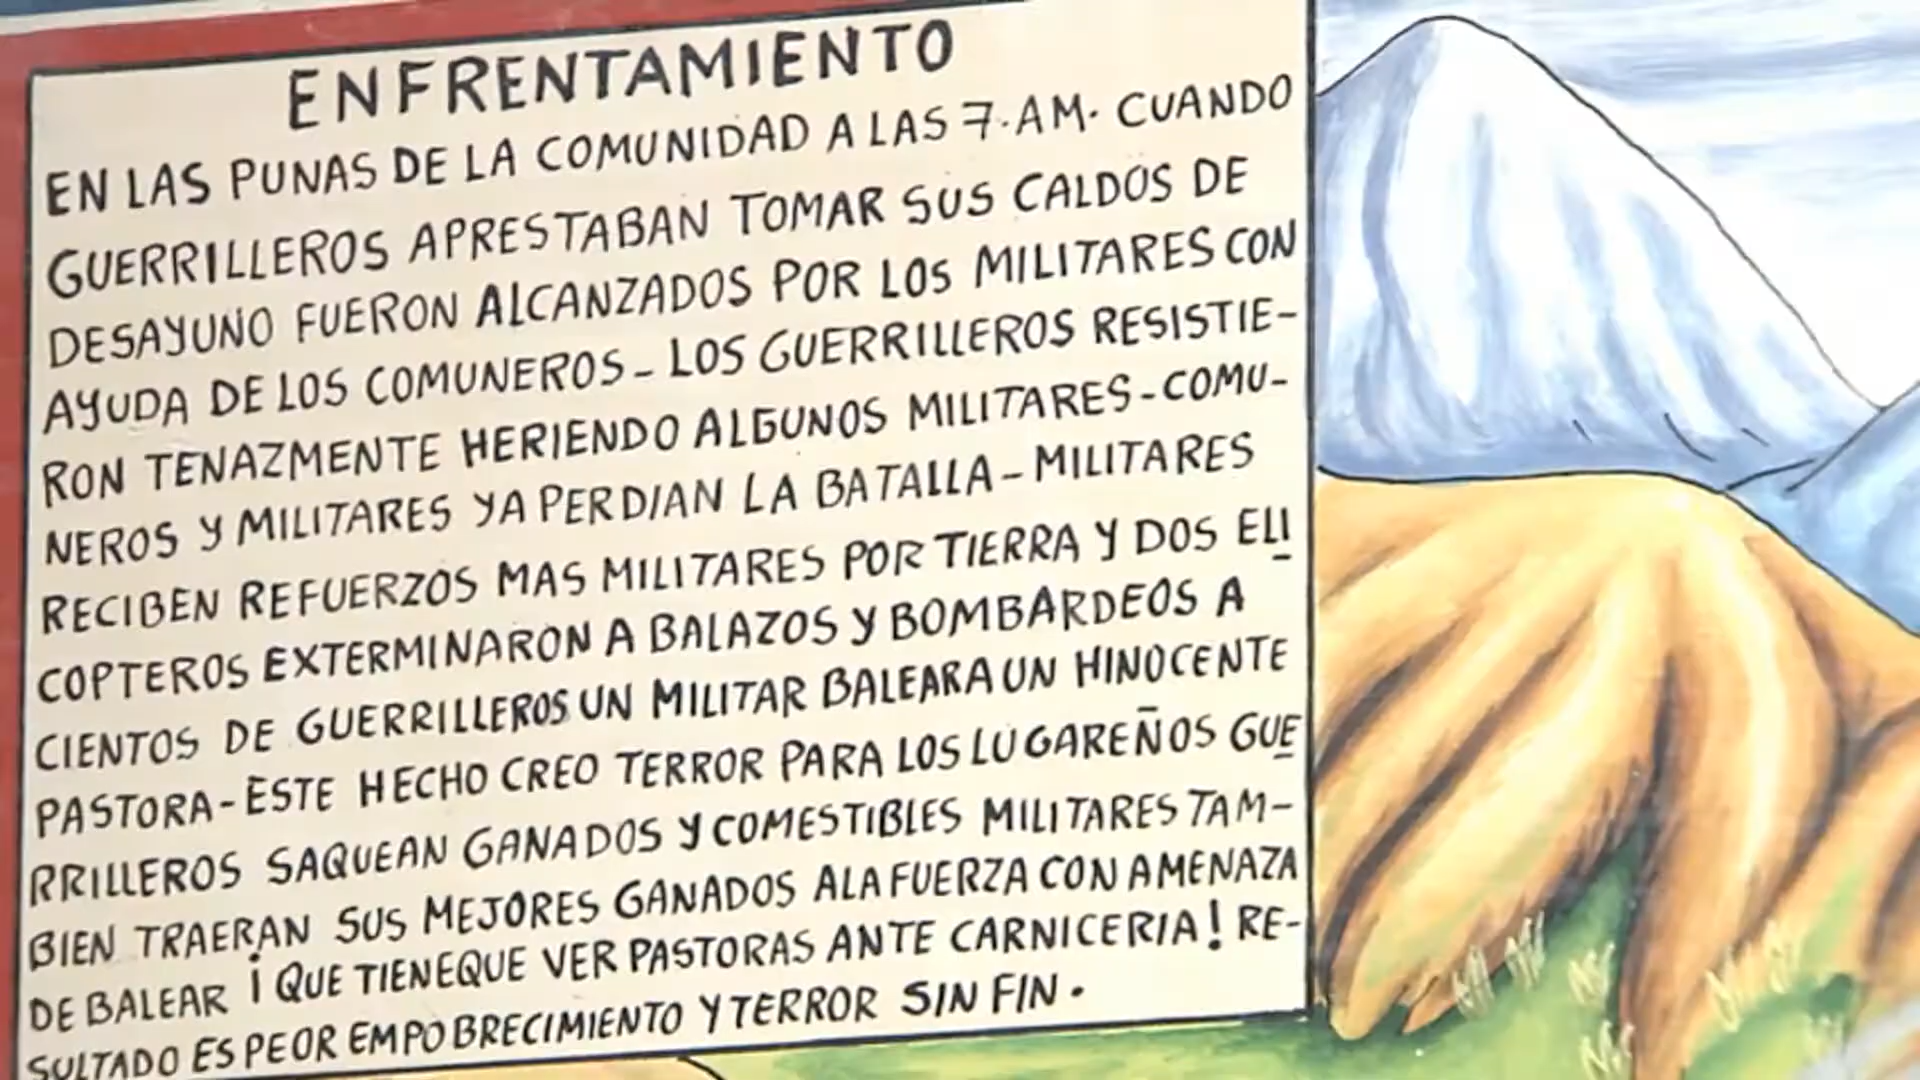 ENFRENTAMIENTO
EN LAS PUNAS DE LA COMUNIDAD A LAS 7.AM. CUANDO
GUERRILLEROS APRESTABAN TOMAR SUS CALDOS DE
DESAYUNO FUERON ALCANZADOS POR LOS MILITARES CON
AYUDA DE LOS COMUNEROS - LOS GUERRILLEROS RESISTIE-
RON TENAZMENTE HERIENDO ALGUNOS MILITARES - COMU-
NEROS Y MILITARES YA PERDIAN LA BATALLA - MILITARES
RECIBEN REFUERZOS MAS MILITARES POR TIERRA Y DOS ELI
COPTEROS EXTERMINARON A BALAZOS Y BOMBARDEOS A
CIENTOS DE GUERRILLEROS UN MILITAR BALEARA UN HINOCENTE
PASTORA - ESTE HECHO CREO TERROR PARA LOS LUGAREÑOS GUE
RRILLEROS SAQUEAN GANADOS Y COMESTIBLES MILITARES TAM-
BIEN TRAERAN SUS MEJORES GANADOS ALA FUERZA CON AMENAZA
DE BALEAR ¡ QUE TIENEQUE VER PASTORAS ANTE CARNICERIA! RE-
SULTADO ES PEOR EMPOBRECIMIENTO Y TERROR SIN FIN.